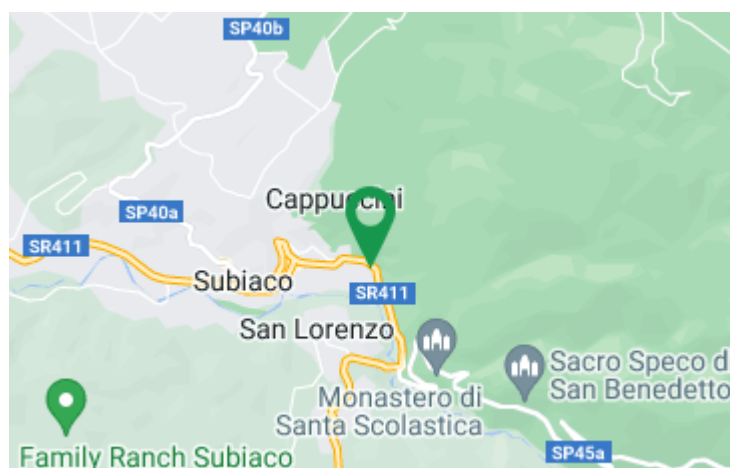 SP40b
Cappuccini
SP40a
SR411
Subiaco
SR411
San Lorenzo
Sacro Speco d
San Benedetto
Monastero di
Santa Scolastica
Family Ranch Subiaco
SP45a